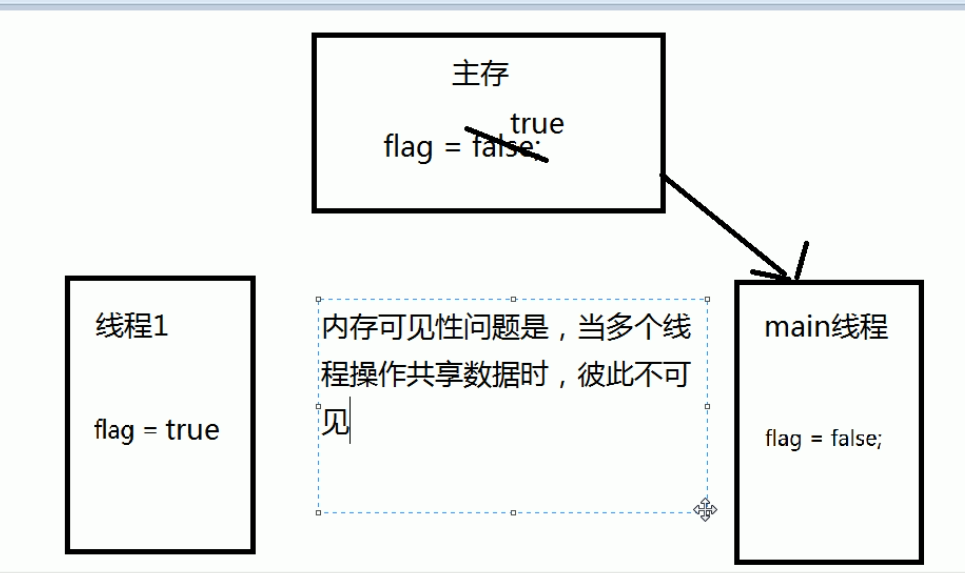 主存
true
flag = false;
线程1
flag = true
内存可见性问题是，当多个线
程操作共享数据时，彼此不可
见
main线程
flag = false;